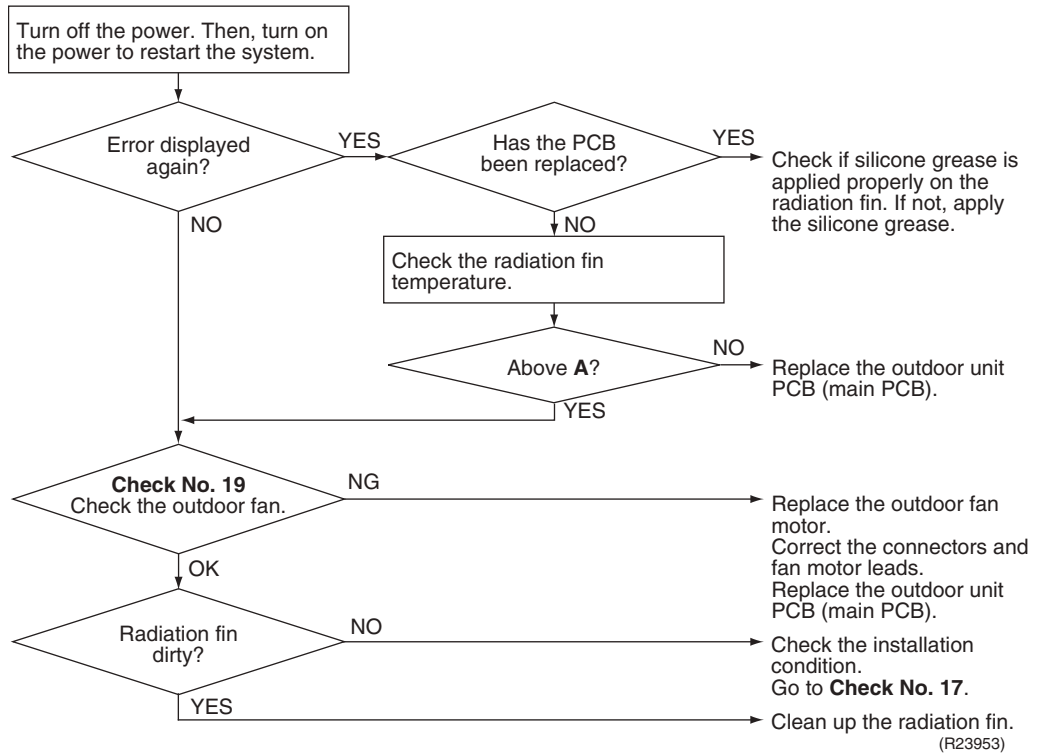 Turn off the power. Then, turn on
the power to restart the system.
Error displayed
again?
YES
Has the PCB
been replaced?
YES
Check if silicone grease is
applied properly on the
radiation fin. If not, apply
the silicone grease.
NO
NO
Check the radiation fin
temperature.
Above A?
NO
Replace the outdoor unit
PCB (main PCB).
YES
Check No. 19
Check the outdoor fan.
NG
Replace the outdoor fan
motor.
Correct the connectors and
fan motor leads.
Replace the outdoor unit
PCB (main PCB).
OK
Radiation fin
dirty?
NO
Check the installation
condition.
Go to Check No. 17.
YES
Clean up the radiation fin.
(R23953)